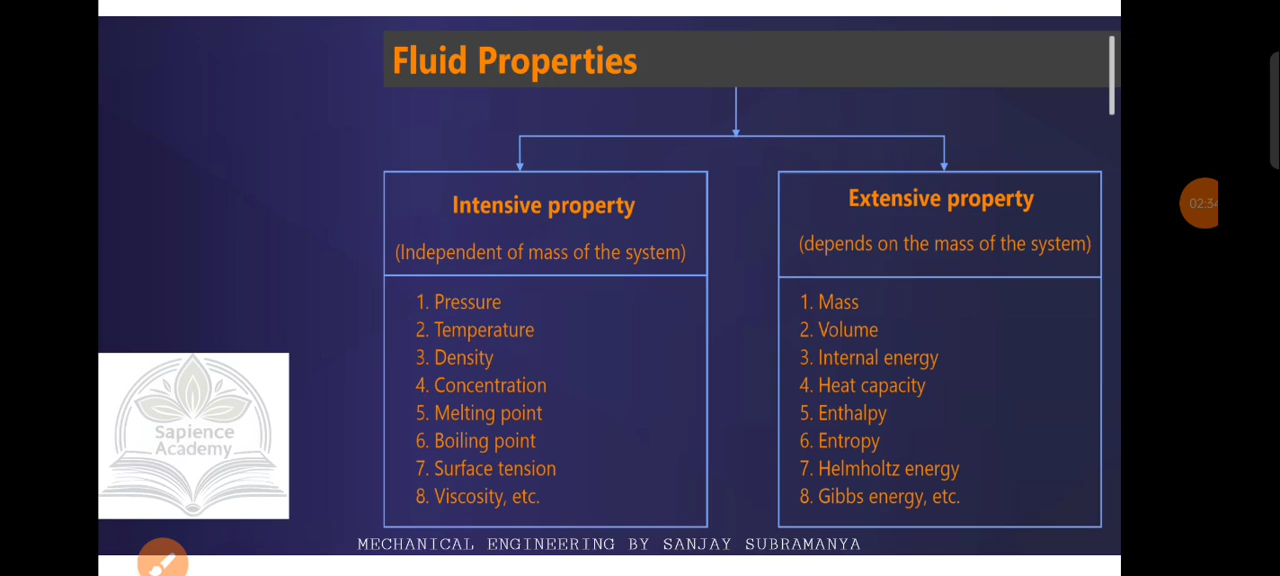 Fluid Properties
Intensive property
(Independent of mass of the system)
1. Pressure
2. Temperature
3. Density
4. Concentration
5. Melting point
6. Boiling point
7. Surface tension
8. Viscosity, etc.
Extensive property
(depends on the mass of the system)
1. Mass
2. Volume
3. Internal energy
4. Heat capacity
5. Enthalpy
6. Entropy
7. Helmholtz energy
8. Gibbs energy, etc.
Sapience
Academy
MECHANICAL ENGINEERING BY SANJAY SUBRAMANYA
02:34